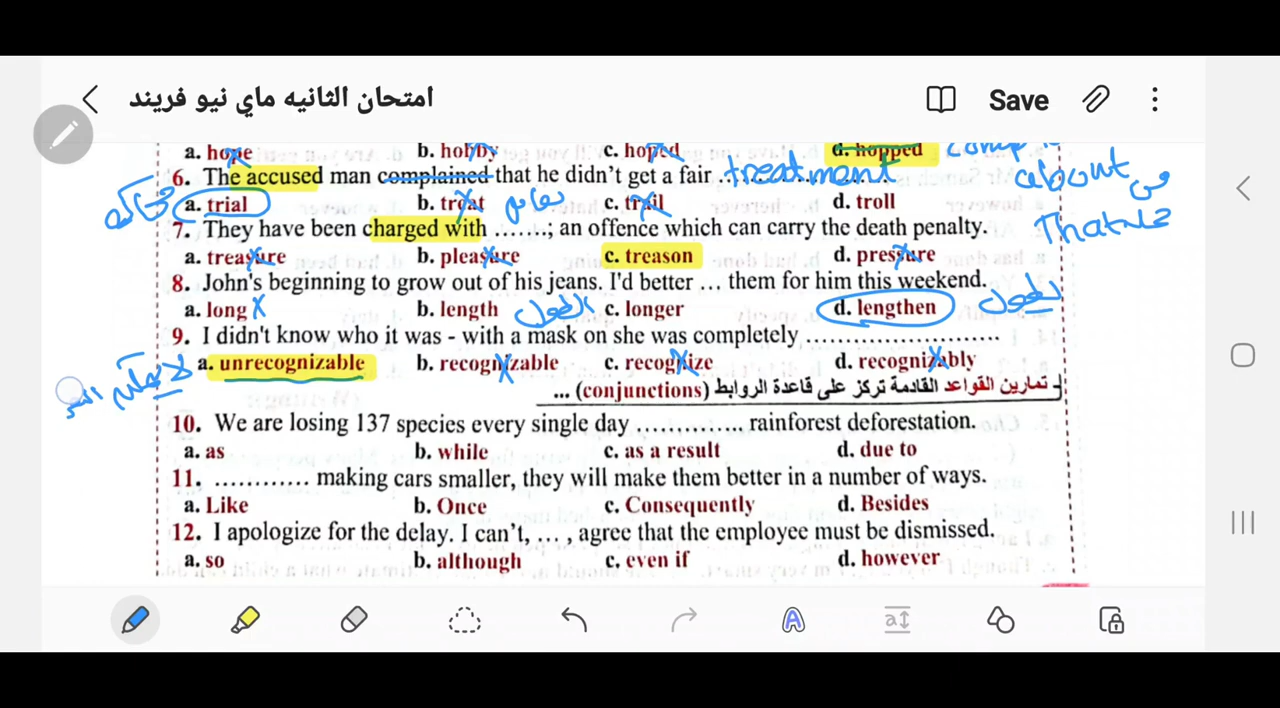 امتحان الثانيه ماي نيو فريند
Save
a. hope b. hobby c. hoped d. hopped
6. The accused man complained that he didn't get a fair .. treatment
about
a. trial b. treat c. trail d. troll
7. They have been charged with .......; an offence which can carry the death penalty.
That
a. treasure b. pleasure c. treason d. pressure
8. John's beginning to grow out of his jeans. I'd better ... them for him this weekend.
a. long b. length c. longer d. lengthen
9. I didn't know who it was - with a mask on she was completely ..............................
a. unrecognizable b. recognizable c. recognize d. recognizably
تمارين القواعد القادمة تركز على قاعدة الروابط (conjunctions) ...
10. We are losing 137 species every single day .............. rainforest deforestation.
a. as b. while c. as a result d. due to
11. ............ making cars smaller, they will make them better in a number of ways.
a. Like b. Once c. Consequently d. Besides
12. I apologize for the delay. I can't, ... , agree that the employee must be dismissed.
a. so b. although c. even if d. however